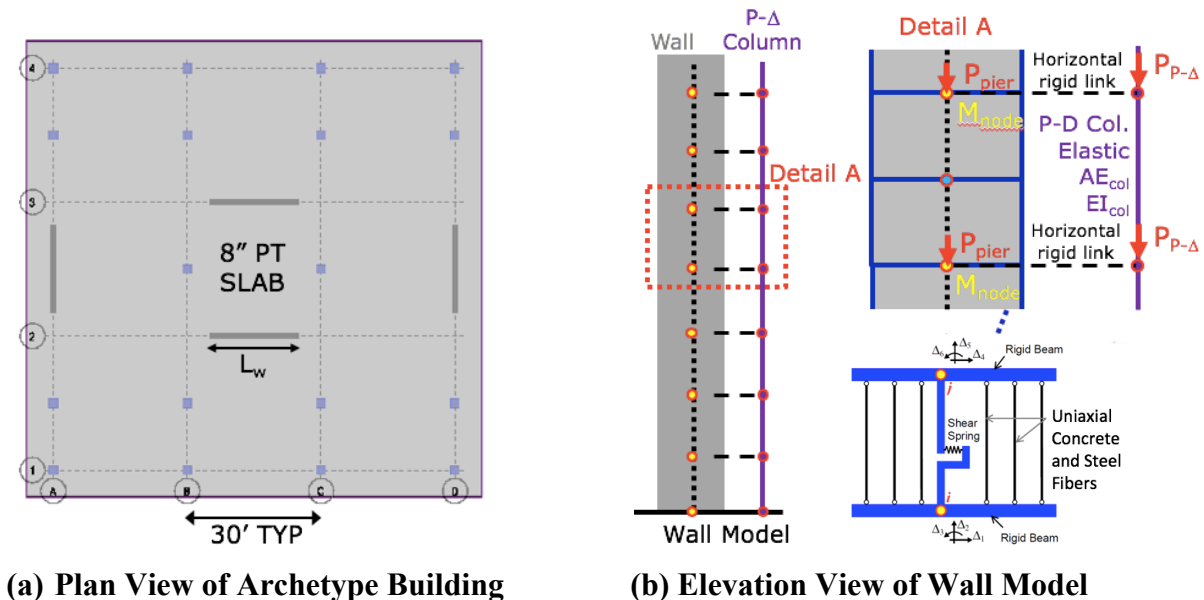 4
3
2
1
A
B
C
D
8” PT
SLAB
L_w
30’ TYP
(a) Plan View of Archetype Building
Wall
P-Δ
Column
Detail A
Wall Model
Detail A
P_pier
M_node
Horizontal
rigid link
P_P-Δ
P-D Col.
Elastic
AE_col
EI_col
P_pier
M_node
Horizontal
rigid link
P_P-Δ
Δ_5
Δ_6
Δ_4
Rigid Beam
i
Shear
Spring
Uniaxial
Concrete
and Steel
Fibers
i
Δ_3
Δ_2
Δ_1
Rigid Beam
(b) Elevation View of Wall Model